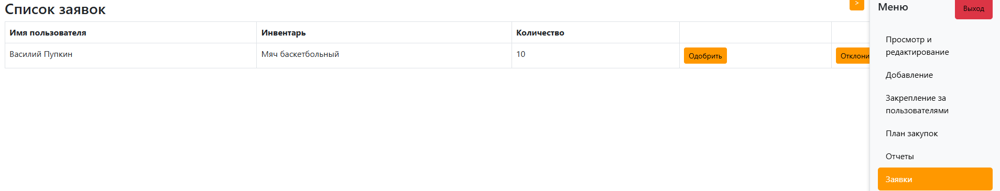 Список заявок
>
Имя пользователя Инвентарь Количество
Василий Пупкин Мяч баскетбольный 10 Одобрить Отклони
Меню Выход
Просмотр и
редактирование
Добавление
Закрепление за
пользователями
План закупок
Отчеты
Заявки